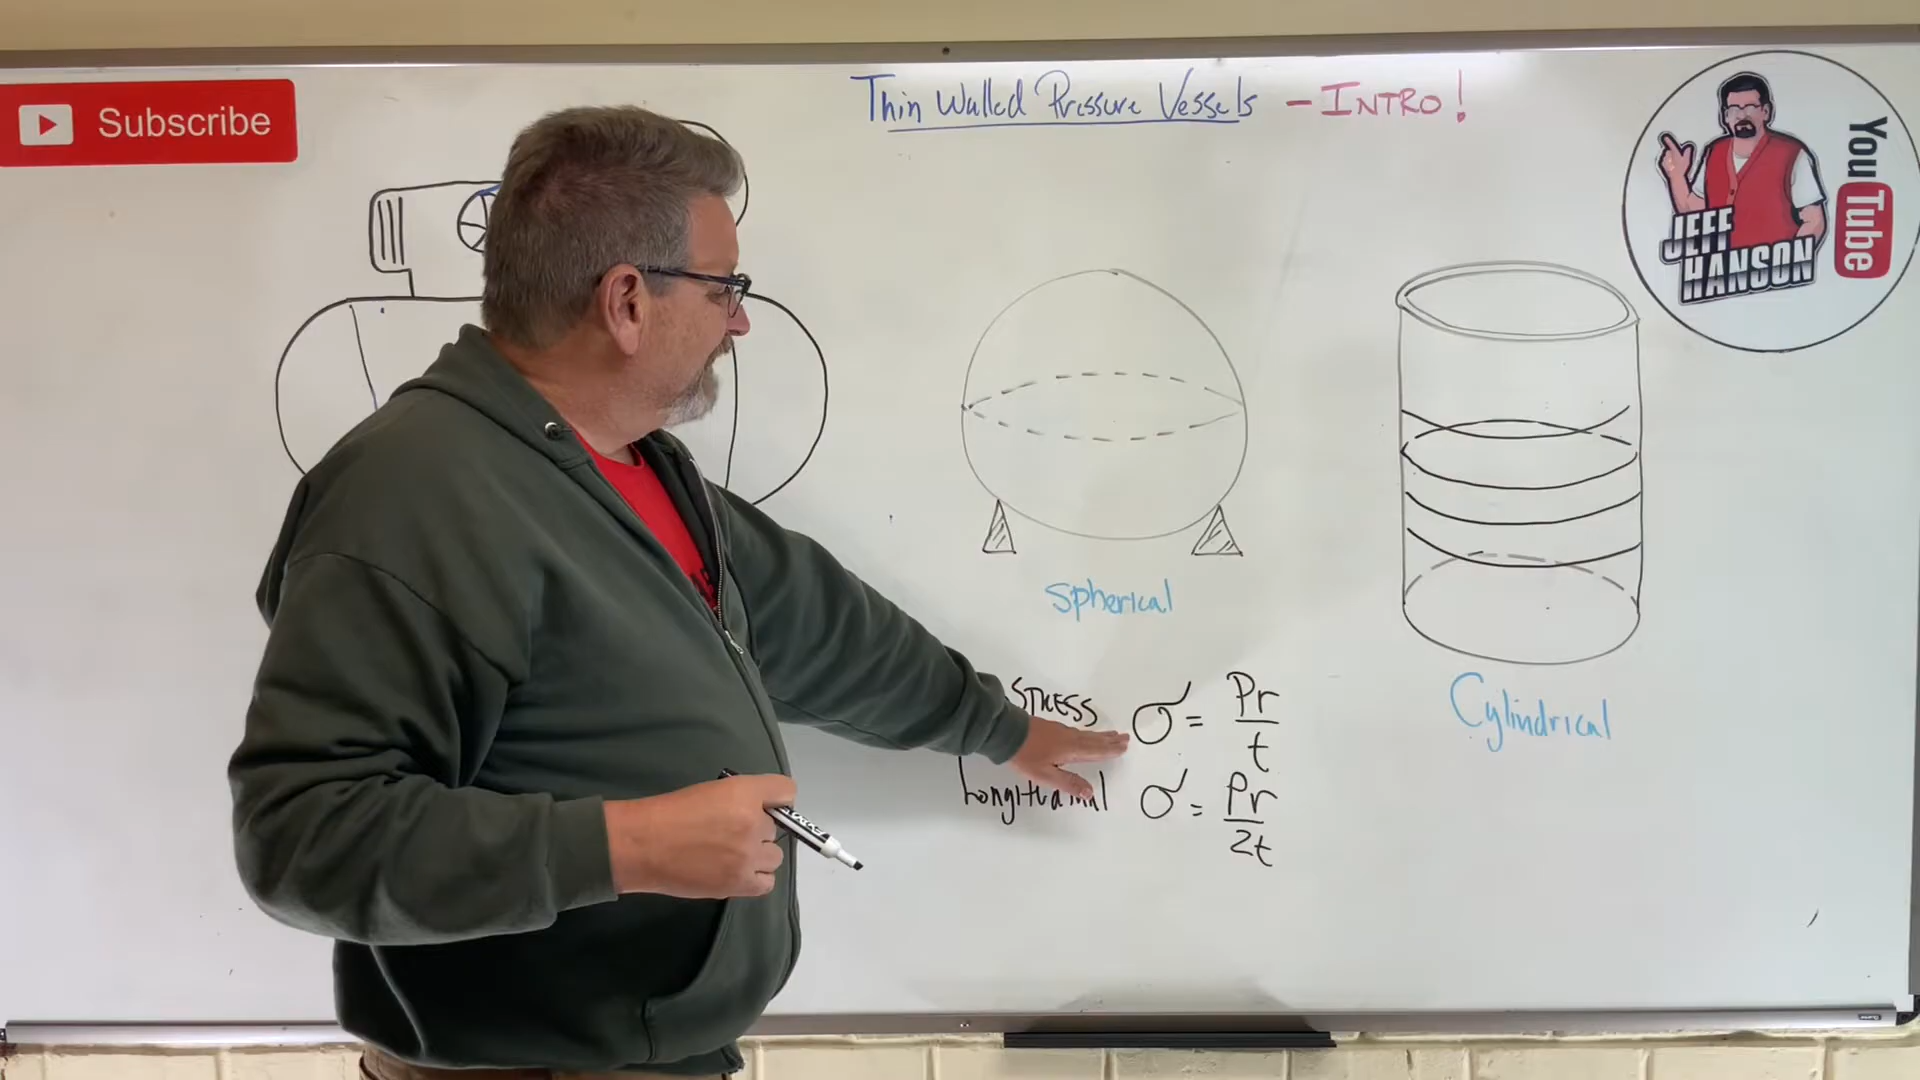 Subscribe
Thin Walled Pressure Vessels - INTRO!
YouTube
JEFF
HANSON
Spherical
Cylindrical
STRESS σ = Pr/t
Longitudinal σ = Pr/2t